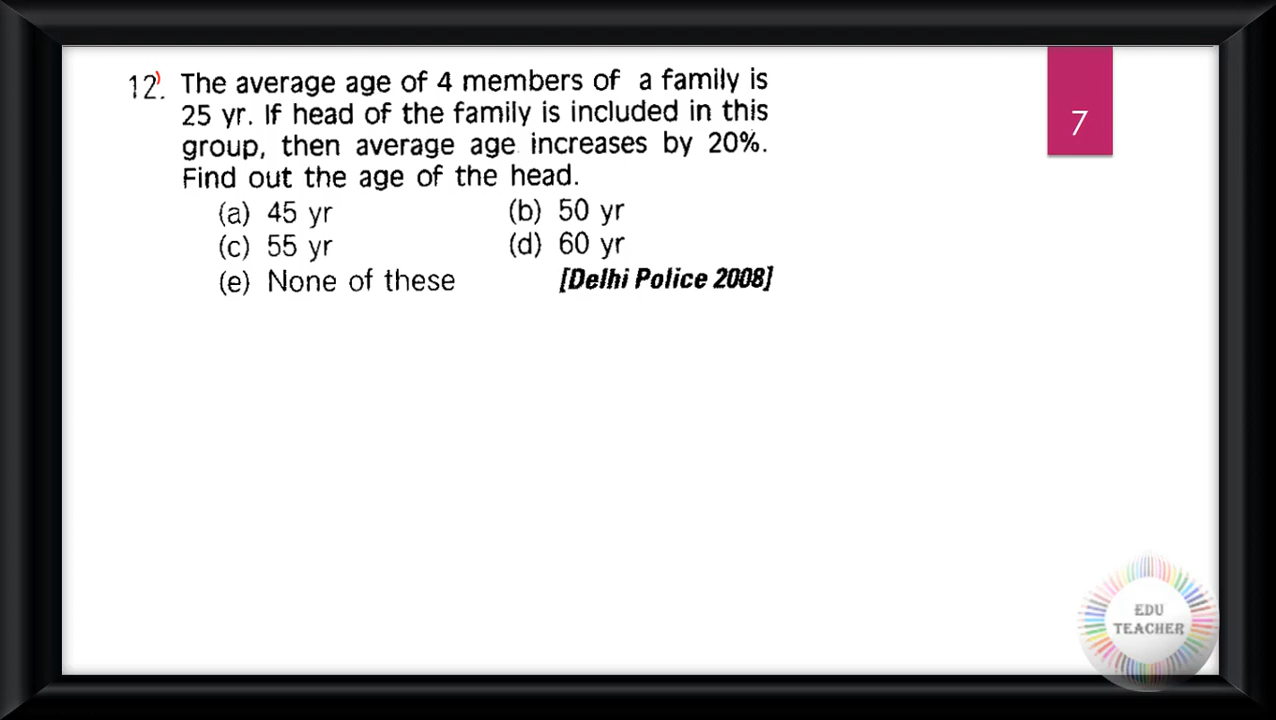 12. The average age of 4 members of a family is
25 yr. If head of the family is included in this
group, then average age increases by 20%.
Find out the age of the head.
(a) 45 yr (b) 50 yr
(c) 55 yr (d) 60 yr
(e) None of these [Delhi Police 2008]
7
EDU
TEACHER